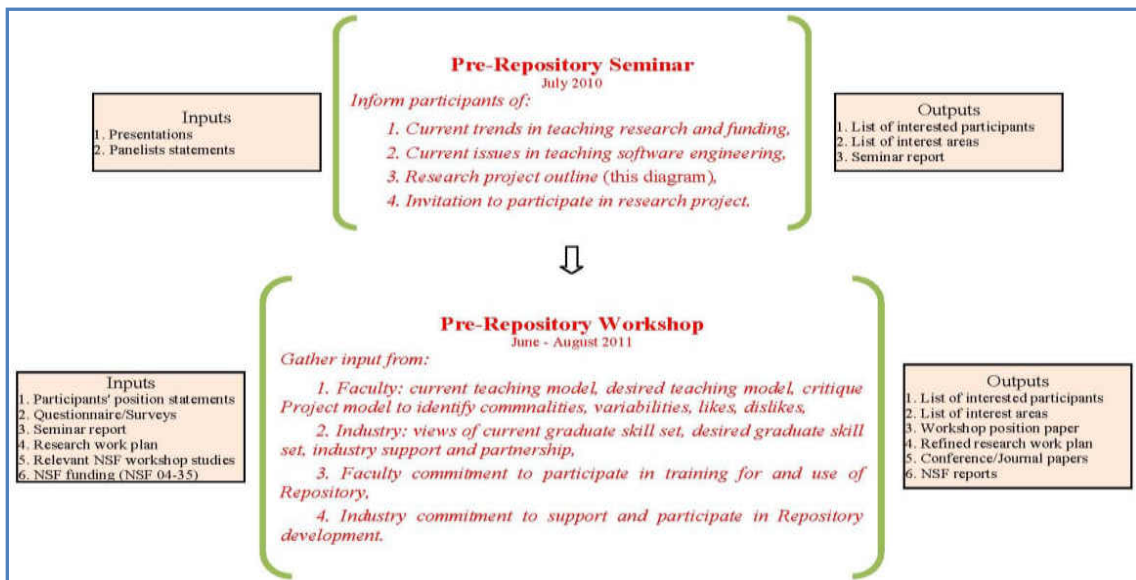 Pre-Repository Seminar
July 2010
Inform participants of:
1. Current trends in teaching research and funding,
2. Current issues in teaching software engineering,
3. Research project outline (this diagram),
4. Invitation to participate in research project.
Inputs
1. Presentations
2. Panelists statements
Outputs
1. List of interested participants
2. List of interest areas
3. Seminar report
Pre-Repository Workshop
June - August 2011
Gather input from:
1. Faculty: current teaching model, desired teaching model, critique
Project model to identify commnalities, variabilities, likes, dislikes,
2. Industry: views of current graduate skill set, desired graduate skill
set, industry support and partnership,
3. Faculty commitment to participate in training for and use of
Repository,
4. Industry commitment to support and participate in Repository
development.
Inputs
1. Participants' position statements
2. Questionnaire/Surveys
3. Seminar report
4. Research work plan
5. Relevant NSF workshop studies
6. NSF funding (NSF 04-35)
Outputs
1. List of interested participants
2. List of interest areas
3. Workshop position paper
4. Refined research work plan
5. Conference/Journal papers
6. NSF reports